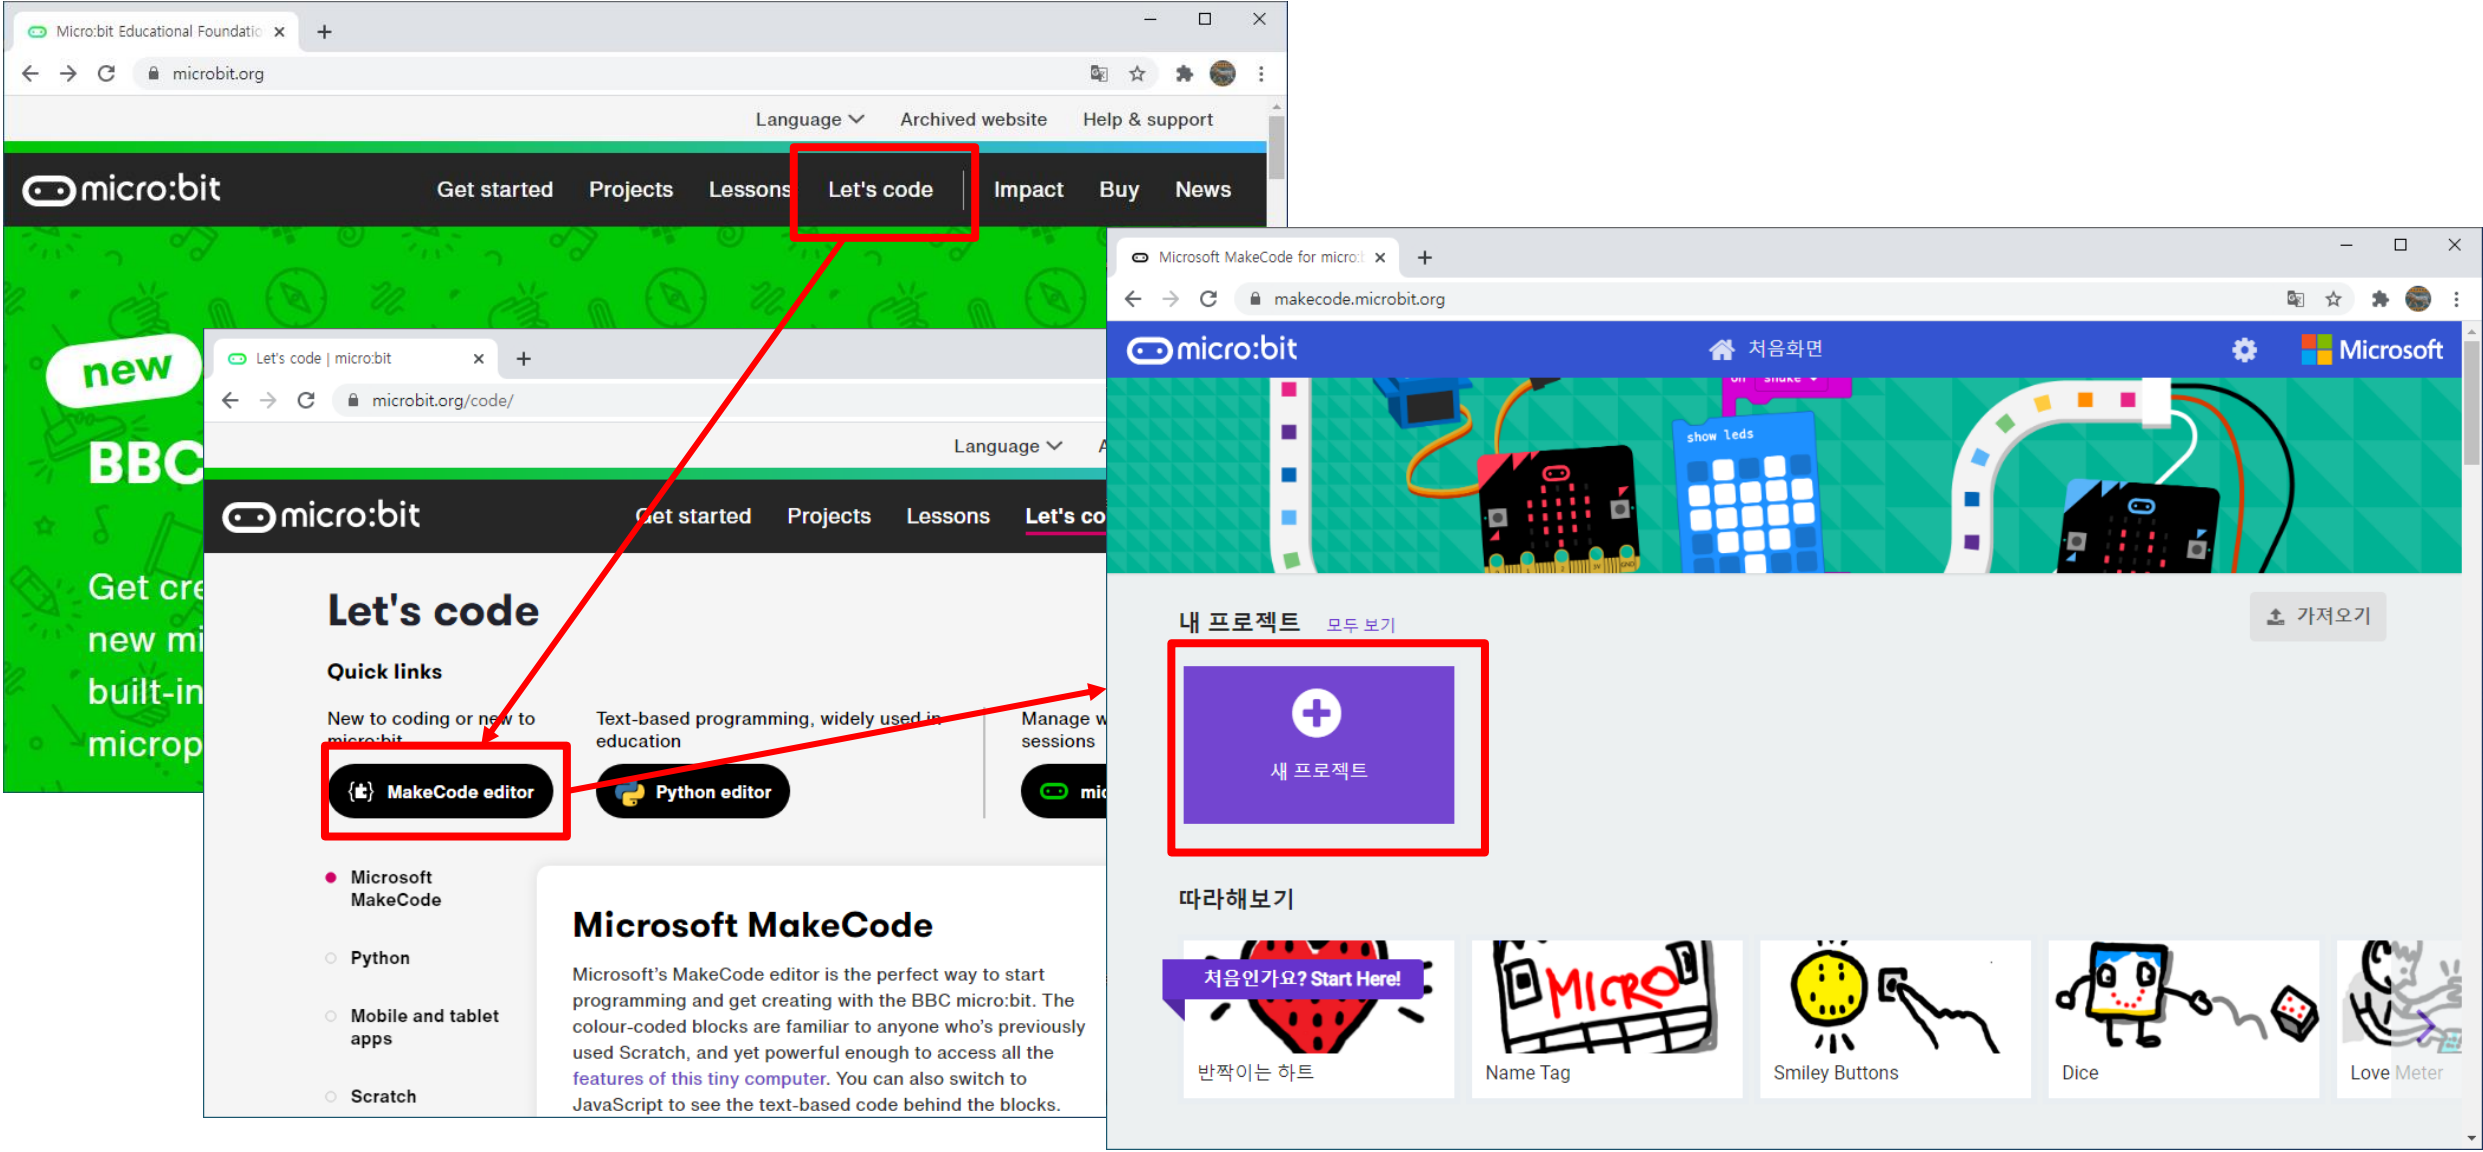 Micro:bit Educational Foundatio
microbit.org
Language
Archived website
Help & support
micro:bit
Get started
Projects
Lessons
Let's code
Impact
Buy
News
new
BBC
Get cre
new mi
built-in
microp
Let's code | micro:bit
microbit.org/code/
Language
A
micro:bit
Get started
Projects
Lessons
Let's co
Let's code
Quick links
New to coding or new to
micro:bit
MakeCode editor
Text-based programming, widely used in
education
Python editor
Manage w
sessions
mic
Microsoft
MakeCode
Python
Mobile and tablet
apps
Scratch
Microsoft MakeCode
Microsoft's MakeCode editor is the perfect way to start
programming and get creating with the BBC micro:bit. The
colour-coded blocks are familiar to anyone who's previously
used Scratch, and yet powerful enough to access all the
features of this tiny computer. You can also switch to
JavaScript to see the text-based code behind the blocks.
Microsoft MakeCode for micro:b
makecode.microbit.org
micro:bit
처음화면
Microsoft
on shake
show leds
0 1 2 3V GND
내 프로젝트
모두 보기
가져오기
새 프로젝트
따라해보기
처음인가요? Start Here!
MICRO
반짝이는 하트
Name Tag
Smiley Buttons
Dice
Love Meter